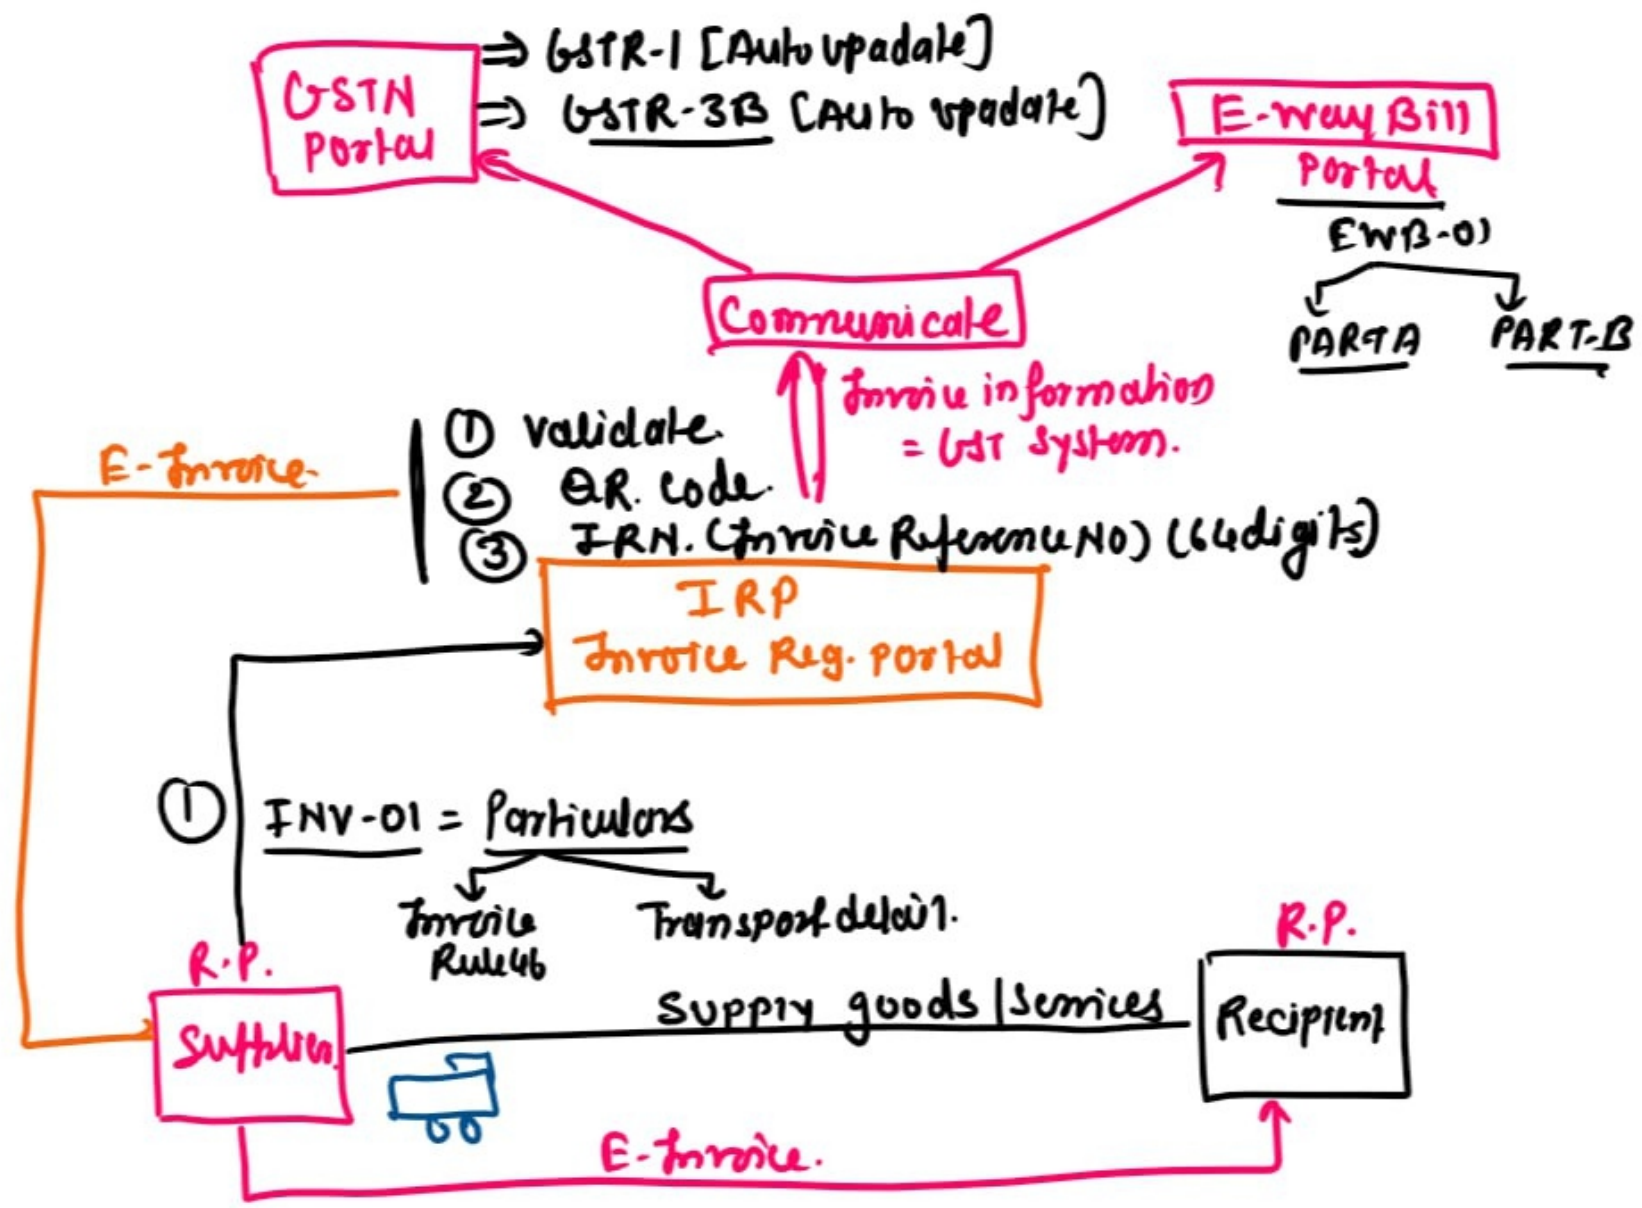 GSTN
Portal
⇒ GSTR-1 [Auto upadate]
⇒ GSTR-3B [Auto upadate]
E-way Bill
Portal
EWB-01
PART A
PART-B
Communicate
Invoice information
= GST System.
E-Invoice.
① validate.
② QR. Code.
③ IRN. (Invoice Reference NO) (64 digits)
IRP
Invoice Reg. portal
① INV-01 = Particulars
Invoice
Rule 46
Transport detail.
R.P.
Supplier
Supply goods | Services
R.P.
Recipient
E-Invoice.